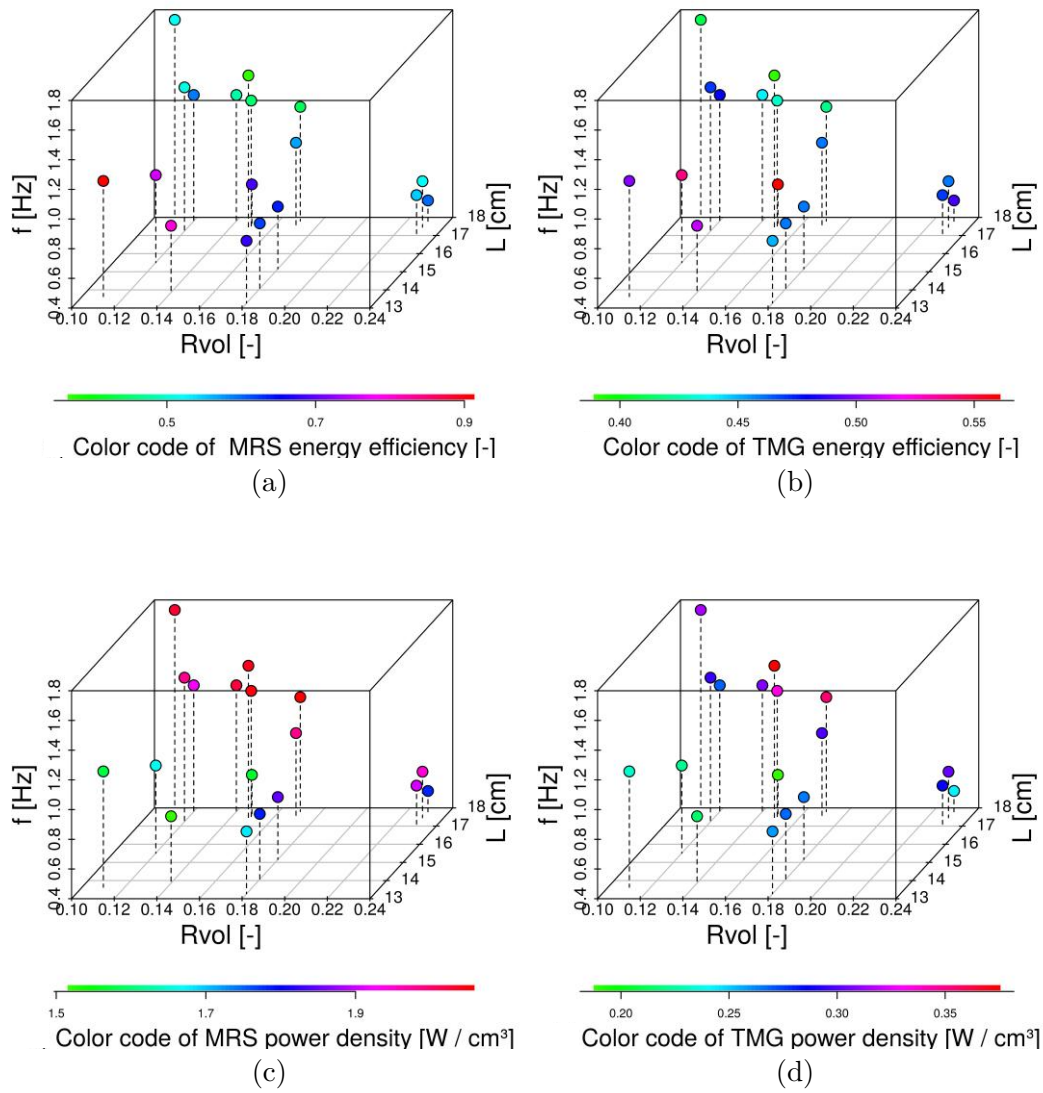 f [Hz]
0.4 0.6 0.8 1.0 1.2 1.4 1.6 1.8
0.10 0.12 0.14 0.16 0.18 0.20 0.22 0.24
Rvol [-]
13 14 15 16 17 18
L [cm]
0.5 0.7 0.9
Color code of MRS energy efficiency [-]
(a)
f [Hz]
0.4 0.6 0.8 1.0 1.2 1.4 1.6 1.8
0.10 0.12 0.14 0.16 0.18 0.20 0.22 0.24
Rvol [-]
13 14 15 16 17 18
L [cm]
0.40 0.45 0.50 0.55
Color code of TMG energy efficiency [-]
(b)
f [Hz]
0.4 0.6 0.8 1.0 1.2 1.4 1.6 1.8
0.10 0.12 0.14 0.16 0.18 0.20 0.22 0.24
Rvol [-]
13 14 15 16 17 18
L [cm]
1.5 1.7 1.9
Color code of MRS power density [W / cm³]
(c)
f [Hz]
0.4 0.6 0.8 1.0 1.2 1.4 1.6 1.8
0.10 0.12 0.14 0.16 0.18 0.20 0.22 0.24
Rvol [-]
13 14 15 16 17 18
L [cm]
0.20 0.25 0.30 0.35
Color code of TMG power density [W / cm³]
(d)